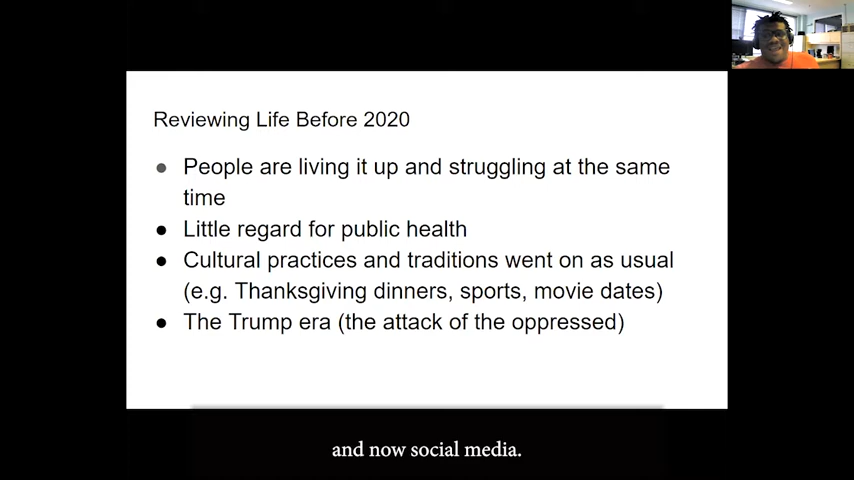 Reviewing Life Before 2020
● People are living it up and struggling at the same
time
● Little regard for public health
● Cultural practices and traditions went on as usual
(e.g. Thanksgiving dinners, sports, movie dates)
● The Trump era (the attack of the oppressed)
and now social media.